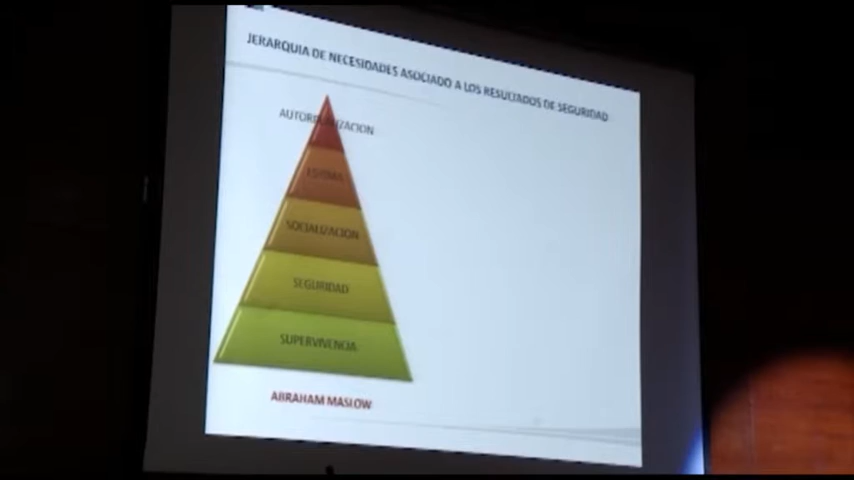 JERARQUIA DE NECESIDADES ASOCIADO A LOS RESULTADOS DE SEGURIDAD
AUTORREALIZACION
ESTIMA
SOCIALIZACION
SEGURIDAD
SUPERVIVENCIA
ABRAHAM MASLOW